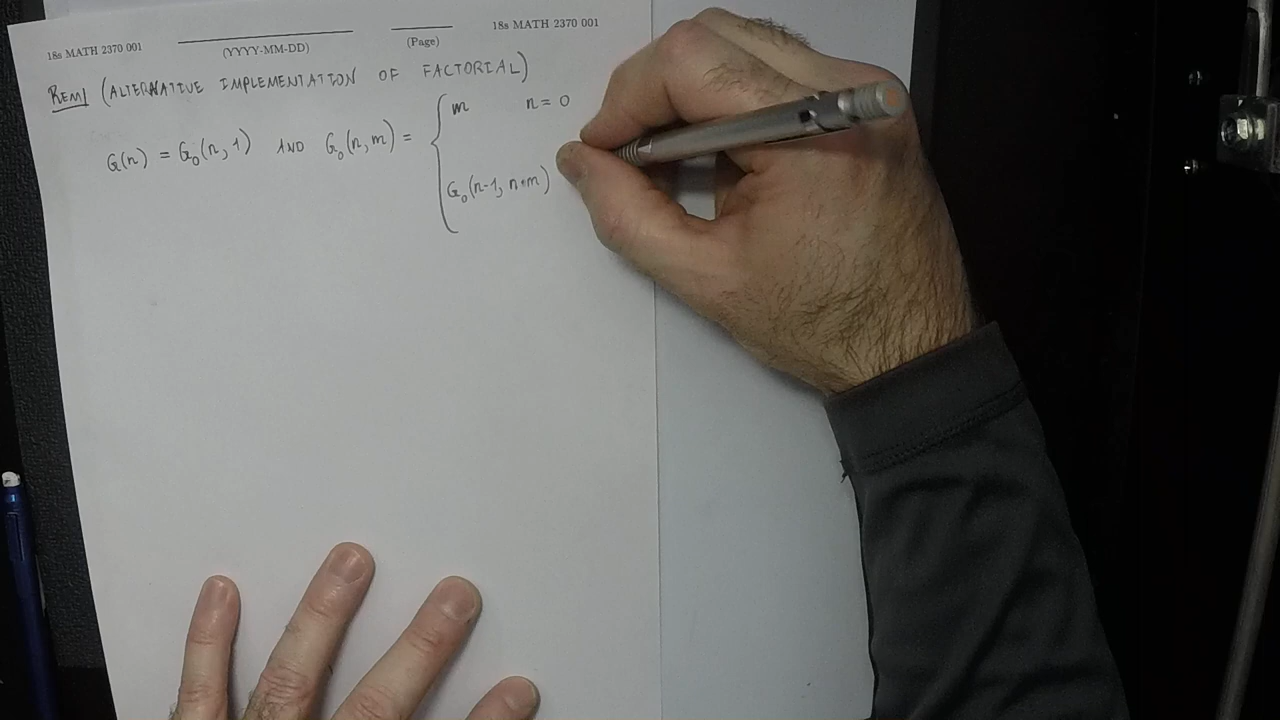 18s MATH 2370 001 (YYYY-MM-DD) (Page) 18s MATH 2370 001
REM (ALTERNATIVE IMPLEMENTATION OF FACTORIAL)
G(n) = G₀(n, 1) AND G₀(n, m) = { m n = 0
G₀(n-1, n·m)